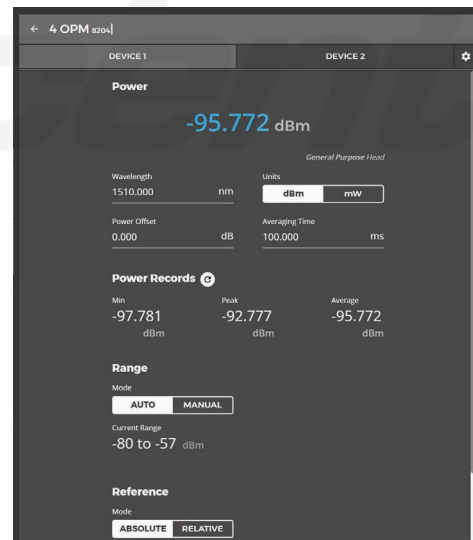 ← 4 OPM 8204
DEVICE 1 DEVICE 2
Power
-95.772 dBm
General Purpose Head
Wavelength Units
1510.000 nm dBm mW
Power Offset Averaging Time
0.000 dB 100.000 ms
Power Records
Min Peak Average
-97.781 -92.777 -95.772
dBm dBm dBm
Range
Mode
AUTO MANUAL
Current Range
-80 to -57 dBm
Reference
Mode
ABSOLUTE RELATIVE